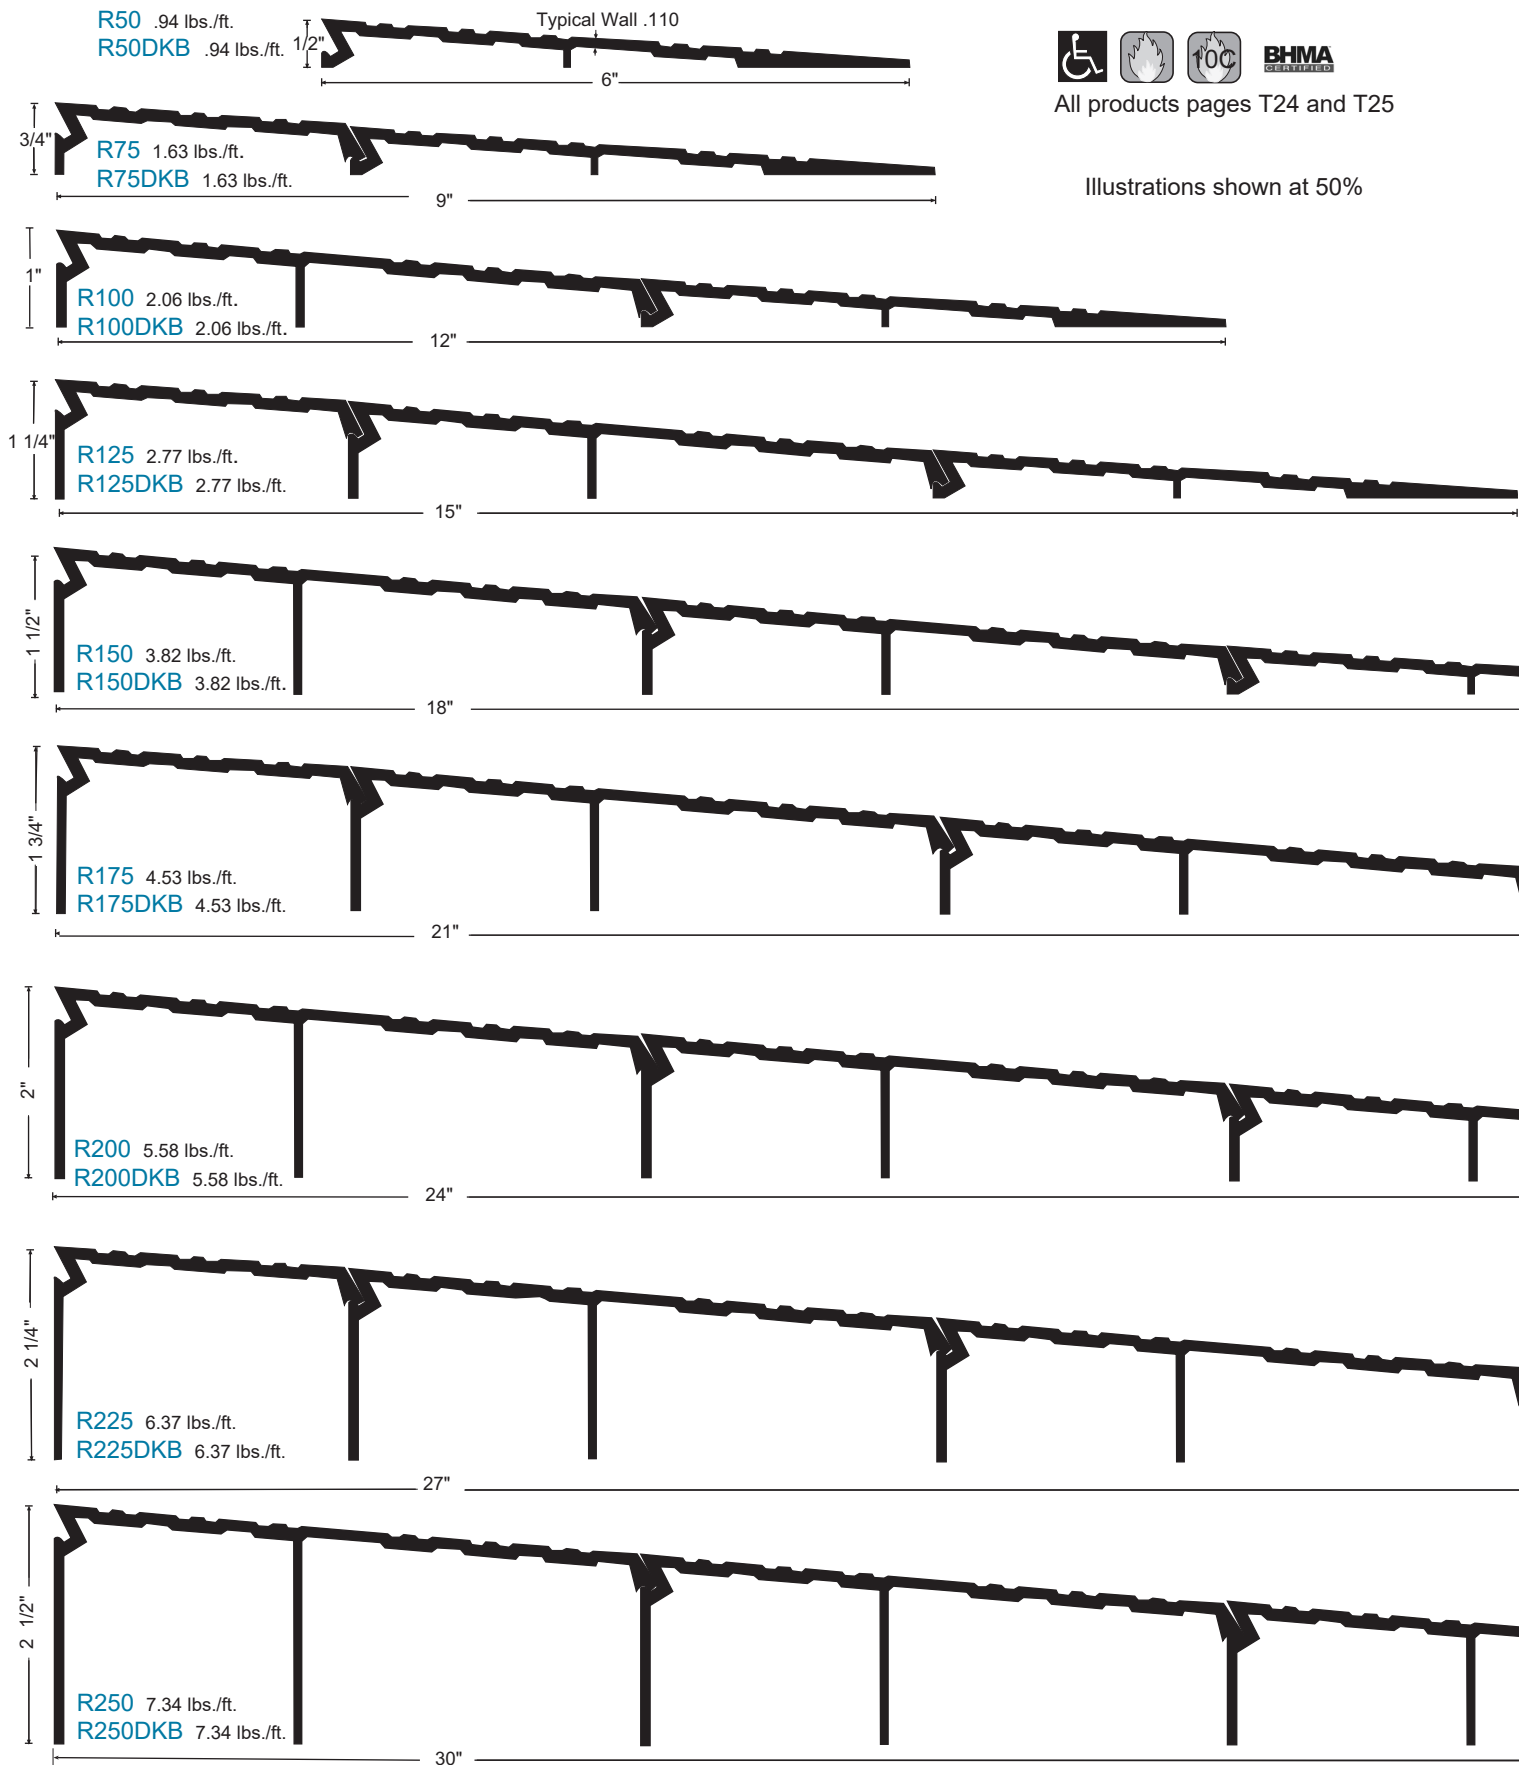 R50 .94 lbs./ft.
R50DKB .94 lbs./ft.
1/2"
Typical Wall .110
6"
10C
BHMA
CERTIFIED
All products pages T24 and T25
Illustrations shown at 50%
3/4"
R75 1.63 lbs./ft.
R75DKB 1.63 lbs./ft.
9"
1"
R100 2.06 lbs./ft.
R100DKB 2.06 lbs./ft.
12"
1 1/4"
R125 2.77 lbs./ft.
R125DKB 2.77 lbs./ft.
15"
1 1/2"
R150 3.82 lbs./ft.
R150DKB 3.82 lbs./ft.
18"
1 3/4"
R175 4.53 lbs./ft.
R175DKB 4.53 lbs./ft.
21"
2"
R200 5.58 lbs./ft.
R200DKB 5.58 lbs./ft.
24"
2 1/4"
R225 6.37 lbs./ft.
R225DKB 6.37 lbs./ft.
27"
2 1/2"
R250 7.34 lbs./ft.
R250DKB 7.34 lbs./ft.
30"